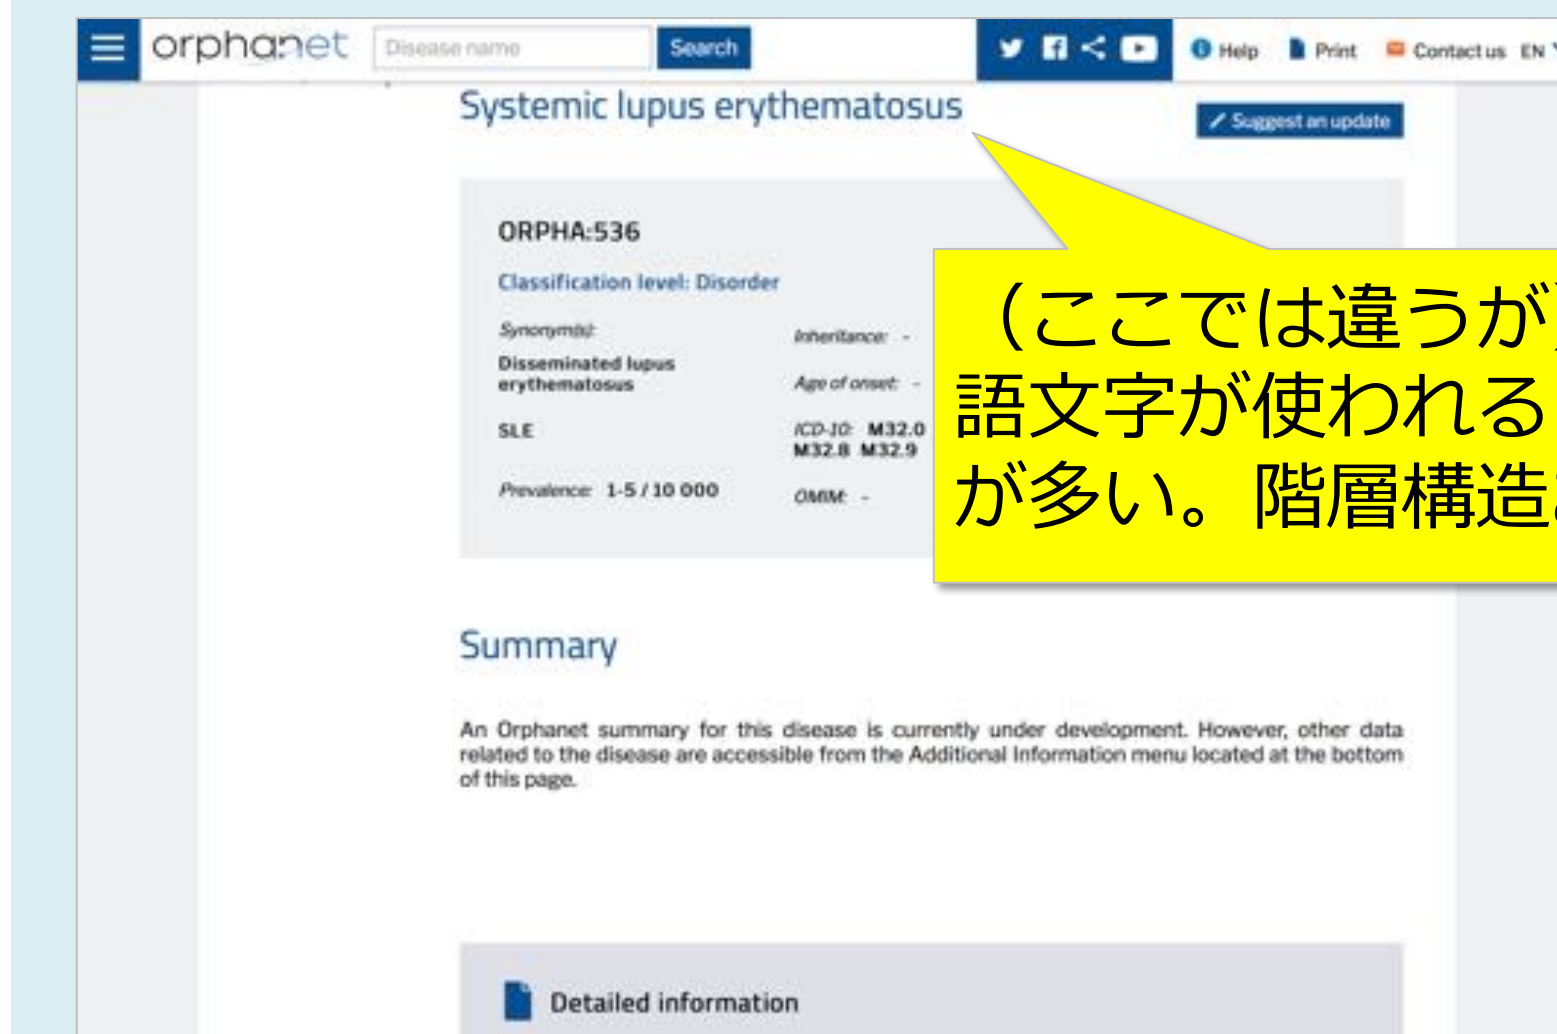 orphanet Disease name Search Help Print Contact us EN
Systemic lupus erythematosus
Suggest an update
ORPHA:536
Classification level: Disorder
Synonym(s):
Disseminated lupus
erythematosus
SLE
Prevalence: 1-5 / 10 000
Inheritance: -
Age of onset: -
ICD-10: M32.0
M32.8 M32.9
OMIM: -
（ここでは違うが）
語文字が使われる
が多い。階層構造
Summary
An Orphanet summary for this disease is currently under development. However, other data
related to the disease are accessible from the Additional Information menu located at the bottom
of this page.
Detailed information